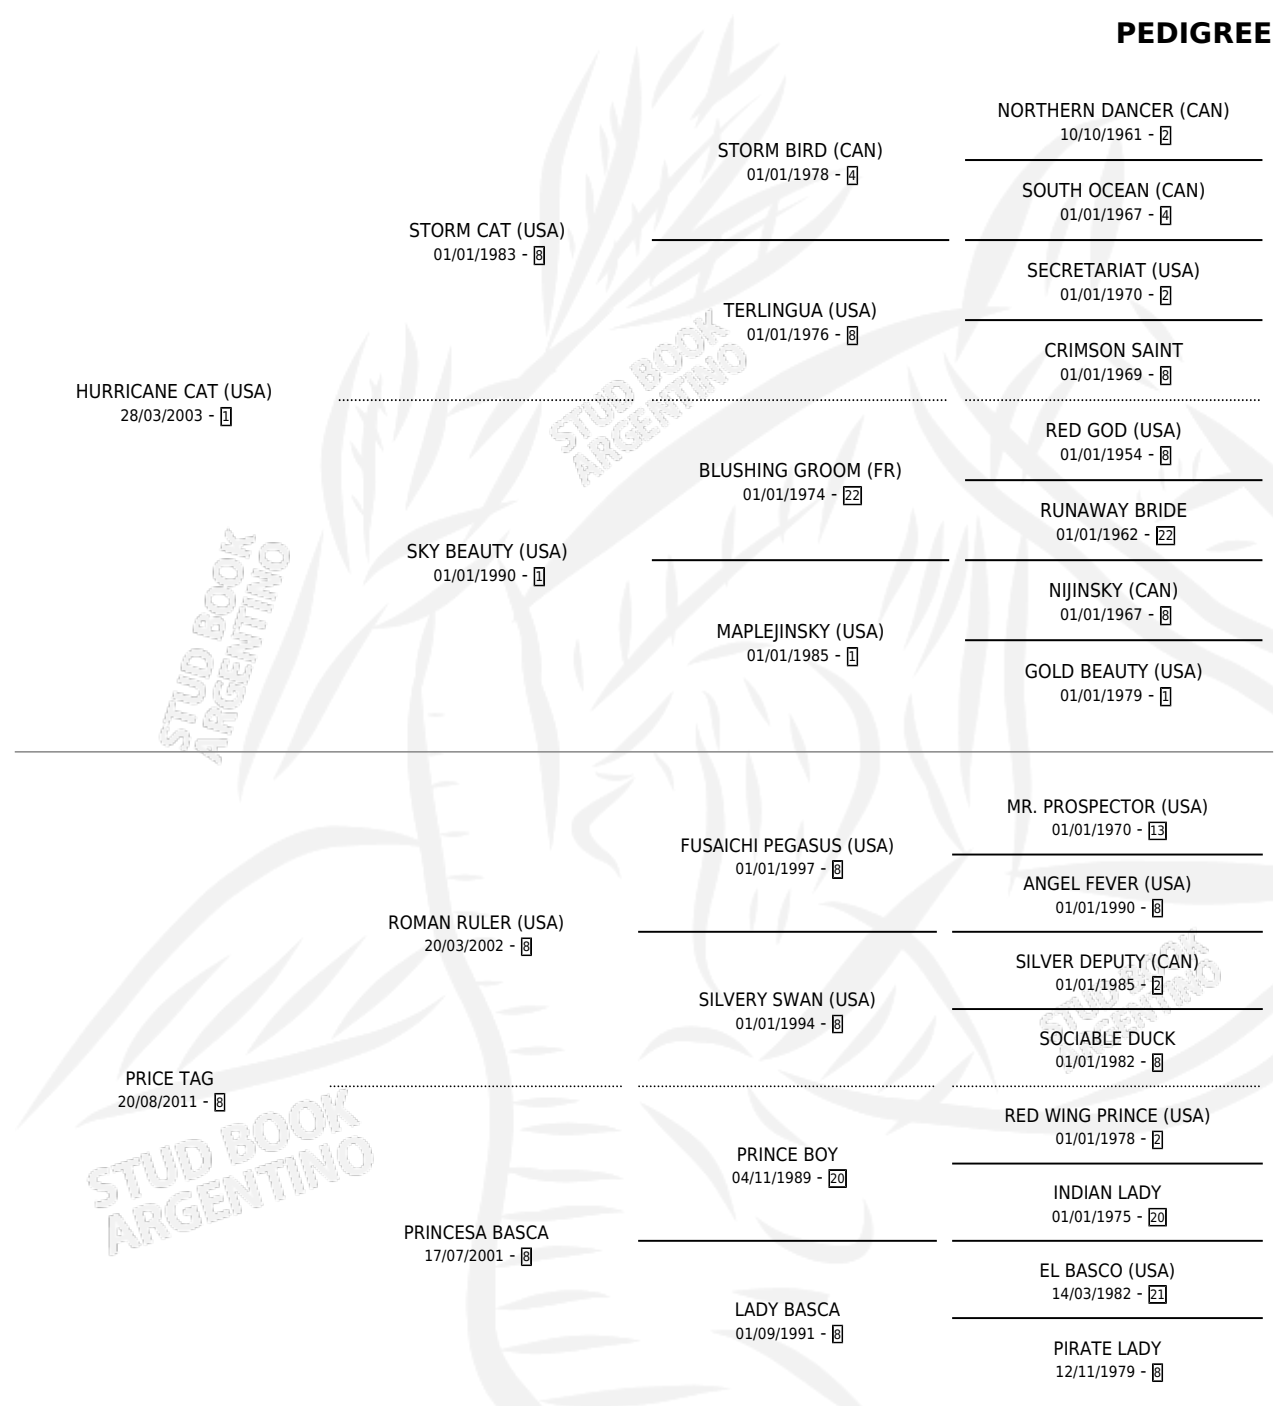 PEDIGREE
NORTHERN DANCER (CAN)
10/10/1961 - 2
STORM BIRD (CAN)
01/01/1978 - 4
SOUTH OCEAN (CAN)
01/01/1967 - 4
STORM CAT (USA)
01/01/1983 - 8
SECRETARIAT (USA)
01/01/1970 - 2
TERLINGUA (USA)
01/01/1976 - 8
CRIMSON SAINT
01/01/1969 - 8
HURRICANE CAT (USA)
28/03/2003 - 1
RED GOD (USA)
01/01/1954 - 8
BLUSHING GROOM (FR)
01/01/1974 - 22
RUNAWAY BRIDE
01/01/1962 - 22
SKY BEAUTY (USA)
01/01/1990 - 1
NIJINSKY (CAN)
01/01/1967 - 8
MAPLEJINSKY (USA)
01/01/1985 - 1
GOLD BEAUTY (USA)
01/01/1979 - 1
MR. PROSPECTOR (USA)
01/01/1970 - 13
FUSAICHI PEGASUS (USA)
01/01/1997 - 8
ANGEL FEVER (USA)
01/01/1990 - 8
ROMAN RULER (USA)
20/03/2002 - 8
SILVER DEPUTY (CAN)
01/01/1985 - 2
SILVERY SWAN (USA)
01/01/1994 - 8
SOCIABLE DUCK
01/01/1982 - 8
PRICE TAG
20/08/2011 - 8
RED WING PRINCE (USA)
01/01/1978 - 2
PRINCE BOY
04/11/1989 - 20
INDIAN LADY
01/01/1975 - 20
PRINCESA BASCA
17/07/2001 - 8
EL BASCO (USA)
14/03/1982 - 21
LADY BASCA
01/09/1991 - 8
PIRATE LADY
12/11/1979 - 8
STUD BOOK
ARGENTINO
STUD BOOK
ARGENTINO
STUD BOOK
ARGENTINO
STUD BOOK
ARGENTINO